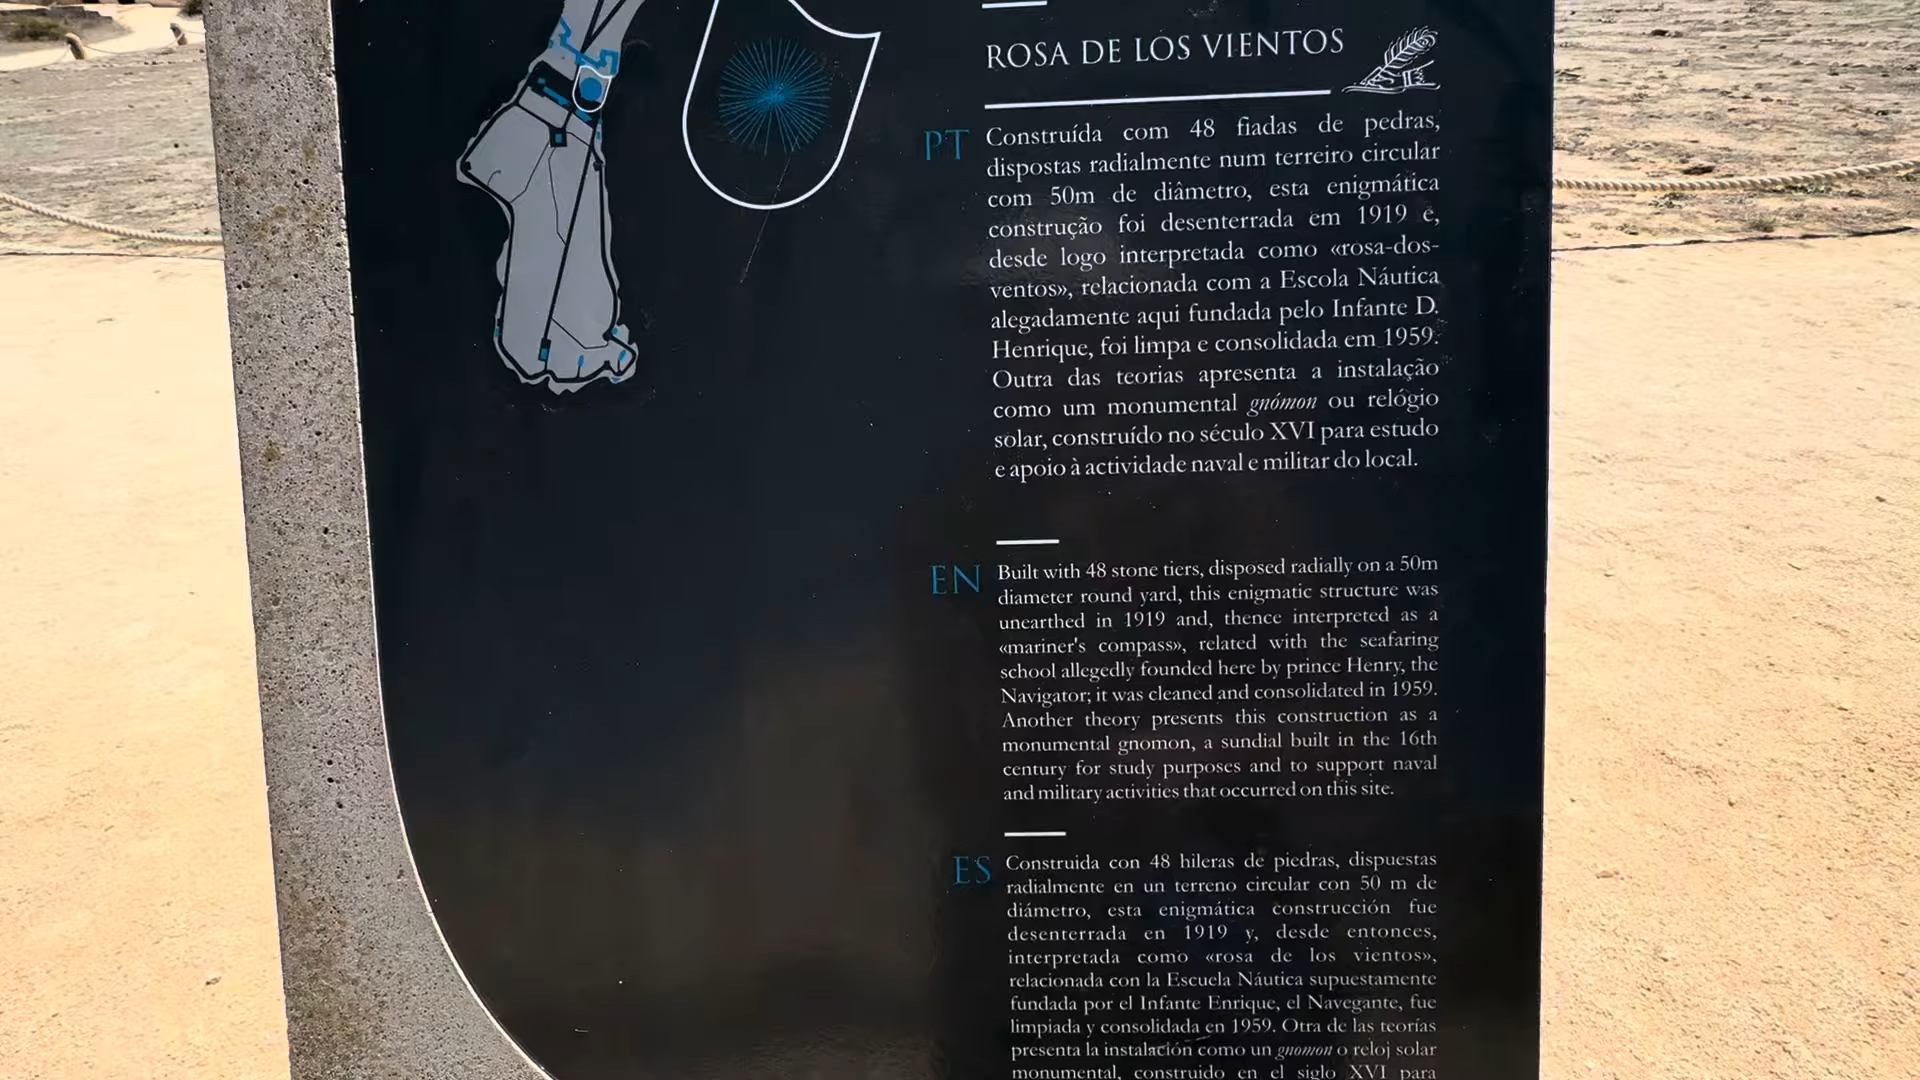 ROSA DE LOS VIENTOS
PT
Construída com 48 fiadas de pedras,
dispostas radialmente num terreiro circular
com 50m de diâmetro, esta enigmática
construção foi desenterrada em 1919 e,
desde logo interpretada como «rosa-dos-
ventos», relacionada com a Escola Náutica
alegadamente aqui fundada pelo Infante D.
Henrique, foi limpa e consolidada em 1959.
Outra das teorias apresenta a instalação
como um monumental gnómon ou relógio
solar, construído no século XVI para estudo
e apoio à actividade naval e militar do local.
EN
Built with 48 stone tiers, disposed radially on a 50m
diameter round yard, this enigmatic structure was
unearthed in 1919 and, thence interpreted as a
«mariner's compass», related with the seafaring
school allegedly founded here by prince Henry, the
Navigator; it was cleaned and consolidated in 1959.
Another theory presents this construction as a
monumental gnomon, a sundial built in the 16th
century for study purposes and to support naval
and military activities that occurred on this site.
ES
Construida con 48 hileras de piedras, dispuestas
radialmente en un terreno circular con 50 m de
diámetro, esta enigmática construcción fue
desenterrada en 1919 y, desde entonces,
interpretada como «rosa de los vientos»,
relacionada con la Escuela Náutica supuestamente
fundada por el Infante Enrique, el Navegante, fue
limpiada y consolidada en 1959. Otra de las teorías
presenta la instalación como un gnomon o reloj solar
monumental, construido en el siglo XVI para